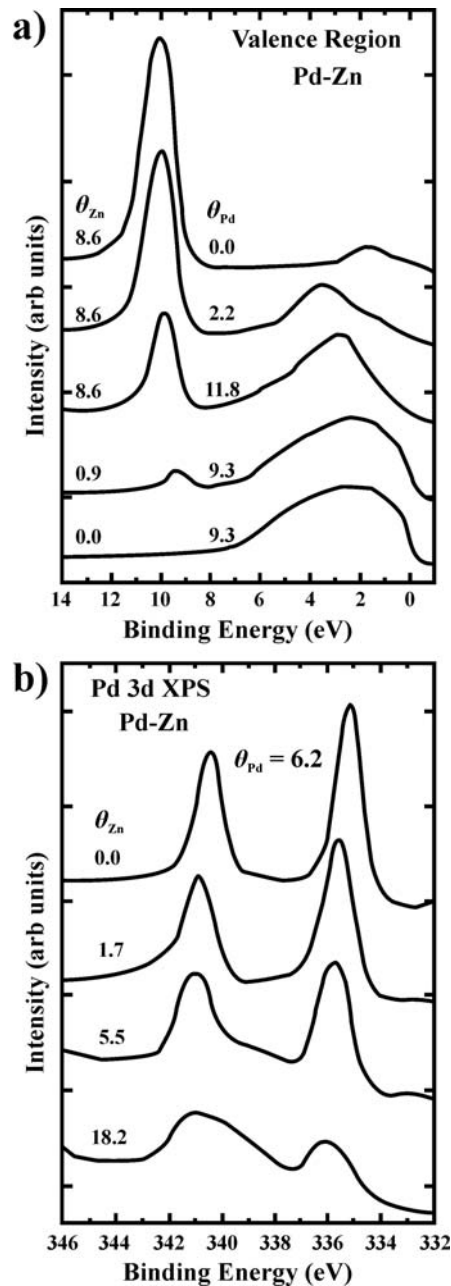 a)
Valence Region
Pd-Zn
θZn θPd
8.6 0.0
8.6 2.2
8.6 11.8
0.9 9.3
0.0 9.3
Intensity (arb units)
14 12 10 8 6 4 2 0
Binding Energy (eV)
b)
Pd 3d XPS
Pd-Zn
θPd = 6.2
θZn
0.0
1.7
5.5
18.2
Intensity (arb units)
346 344 342 340 338 336 334 332
Binding Energy (eV)